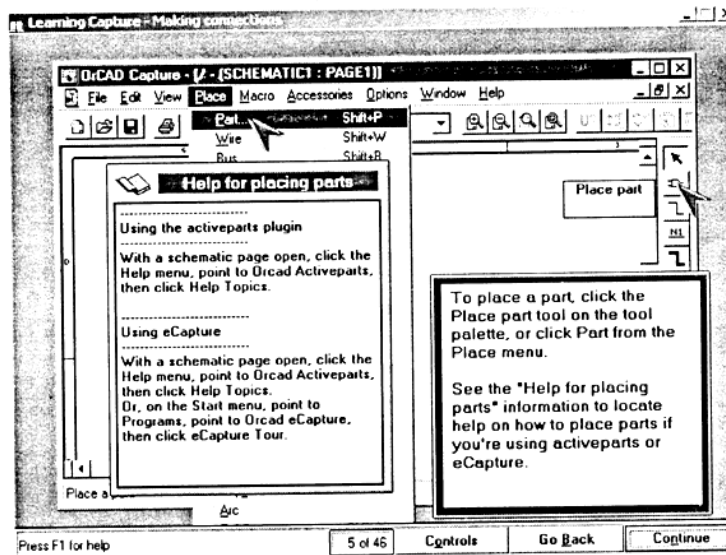 Learning Capture - Making connections
OrCAD Capture - [/ - (SCHEMATIC1 : PAGE1)]
File Edit View Place Macro Accessories Options Window Help
Part... Shift+P
Wire Shift+W
Bus Shift+B
Place part
N1
Help for placing parts
Using the activeparts plugin
With a schematic page open, click the
Help menu, point to Orcad Activeparts,
then click Help Topics.
Using eCapture
With a schematic page open, click the
Help menu, point to Orcad Activeparts,
then click Help Topics.
Or, on the Start menu, point to
Programs, point to Orcad eCapture,
then click eCapture Tour.
To place a part, click the
Place part tool on the tool
palette, or click Part from the
Place menu.
See the "Help for placing
parts" information to locate
help on how to place parts if
you're using activeparts or
eCapture.
Place a
Arc
Press F1 for help
5 of 46
Controls
Go Back
Continue